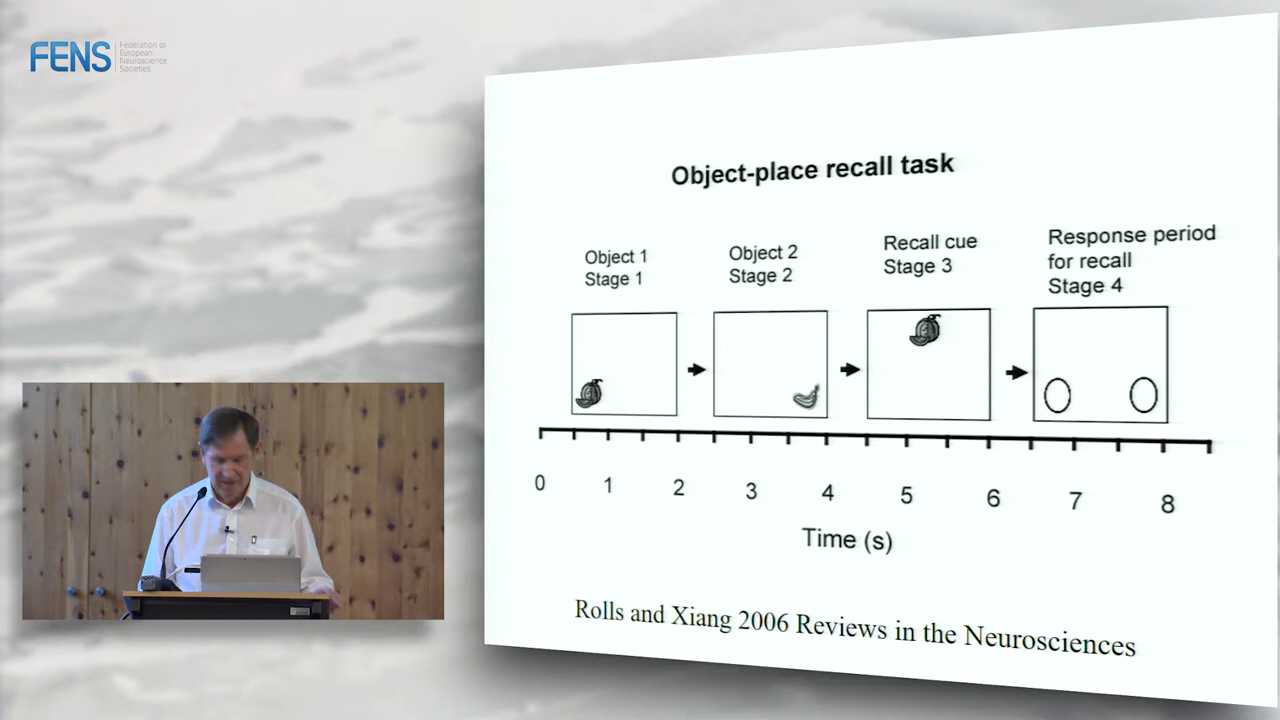 FENS
Federation of
European
Neuroscience
Societies
Object-place recall task
Object 1
Stage 1
Object 2
Stage 2
Recall cue
Stage 3
Response period
for recall
Stage 4
0 1 2 3 4 5 6 7 8
Time (s)
Rolls and Xiang 2006 Reviews in the Neurosciences